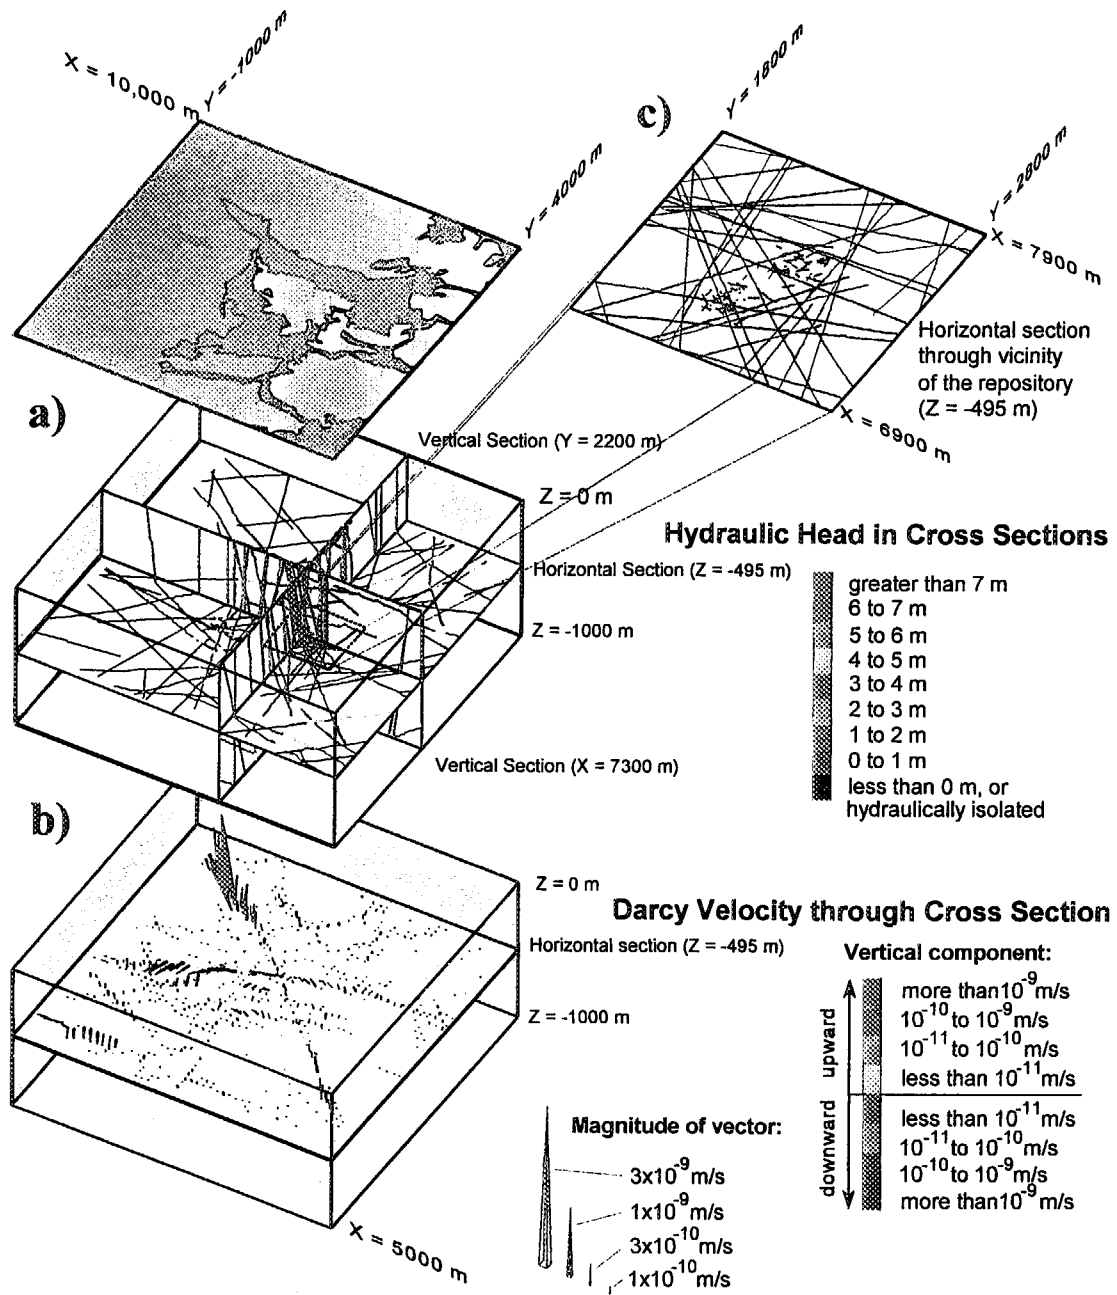 X = 10,000 m
Y = -1000 m
Y = 4000 m
c)
Y = 1800 m
Y = 2800 m
X = 7900 m
X = 6900 m
Horizontal section
through vicinity
of the repository
(Z = -495 m)
a)
Vertical Section (Y = 2200 m)
Z = 0 m
Horizontal Section (Z = -495 m)
Z = -1000 m
Vertical Section (X = 7300 m)
Hydraulic Head in Cross Sections
greater than 7 m
6 to 7 m
5 to 6 m
4 to 5 m
3 to 4 m
2 to 3 m
1 to 2 m
0 to 1 m
less than 0 m, or
hydraulically isolated
b)
Z = 0 m
Horizontal section (Z = -495 m)
Z = -1000 m
X = 5000 m
Darcy Velocity through Cross Section
Vertical component:
upward
more than 10⁻⁹ m/s
10⁻¹⁰ to 10⁻⁹ m/s
10⁻¹¹ to 10⁻¹⁰ m/s
less than 10⁻¹¹ m/s
downward
less than 10⁻¹¹ m/s
10⁻¹¹ to 10⁻¹⁰ m/s
10⁻¹⁰ to 10⁻⁹ m/s
more than 10⁻⁹ m/s
Magnitude of vector:
3x10⁻⁹ m/s
1x10⁻⁹ m/s
3x10⁻¹⁰ m/s
1x10⁻¹⁰ m/s